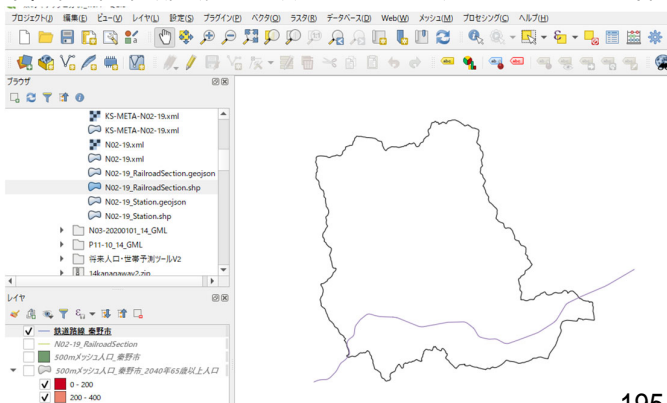 プロジェクト(J) 編集(E) ビュー(V) レイヤ(L) 設定(S) プラグイン(P) ベクタ(O) ラスタ(R) データベース(D) Web(W) メッシュ(M) プロセシング(C) ヘルプ(H)
ブラウザ
KS-META-N02-19.xml
KS-META-N02-19.xml
N02-19.xml
N02-19.xml
N02-19_RailroadSection.geojson
N02-19_RailroadSection.shp
N02-19_Station.geojson
N02-19_Station.shp
N03-20200101_14_GML
P11-10_14_GML
将来人口・世帯予測ツールV2
14kanagawav2.zip
レイヤ
鉄道路線 秦野市
N02-19_RailroadSection
500mメッシュ人口_秦野市
500mメッシュ人口_秦野市_2040年65歳以上人口
0 - 200
200 - 400